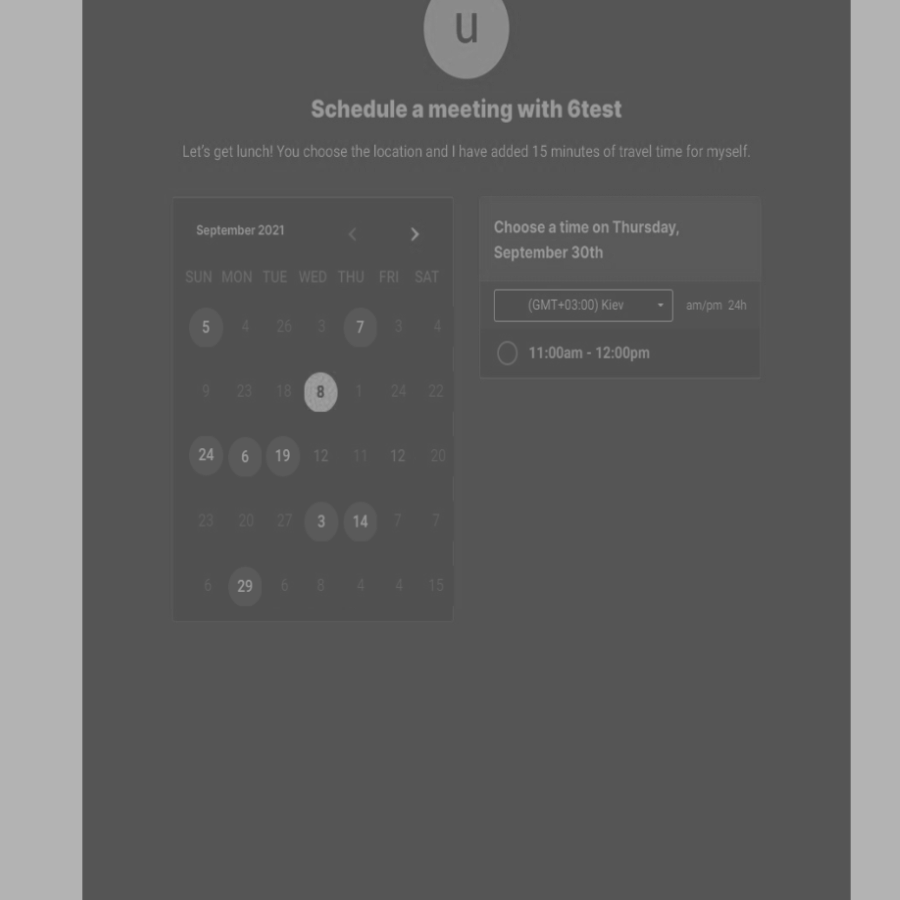 u
Schedule a meeting with 6test
Let's get lunch! You choose the location and I have added 15 minutes of travel time for myself.
September 2021
SUN MON TUE WED THU FRI SAT
5 4 26 3 7 3 4
9 23 18 8 1 24 22
24 6 19 12 11 12 20
23 20 27 3 14 7 7
6 29 6 8 4 4 15
Choose a time on Thursday,
September 30th
(GMT+03:00) Kiev am/pm 24h
11:00am - 12:00pm